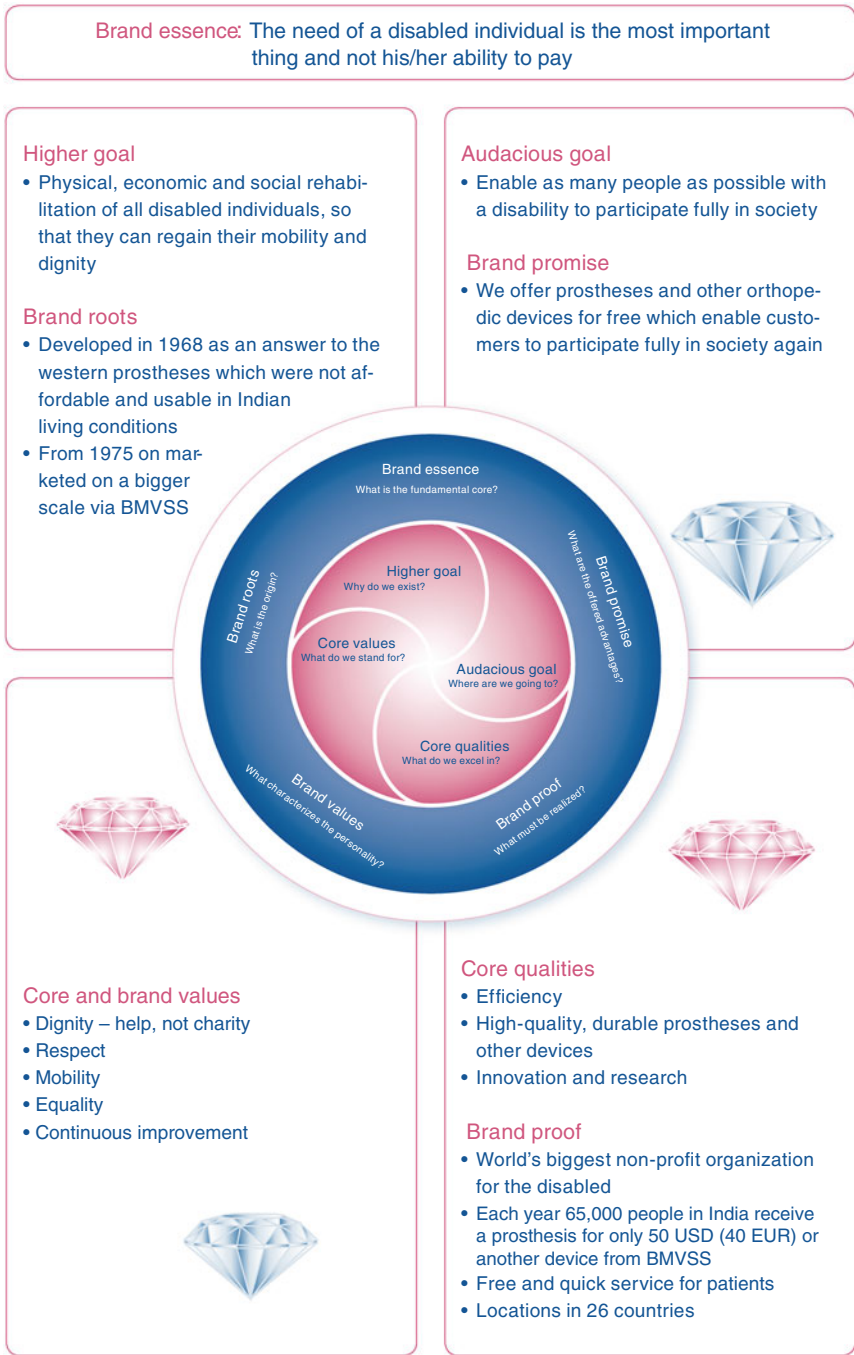 Brand essence: The need of a disabled individual is the most important
thing and not his/her ability to pay
Higher goal
• Physical, economic and social rehabi-
litation of all disabled individuals, so
that they can regain their mobility and
dignity
Brand roots
• Developed in 1968 as an answer to the
western prostheses which were not af-
fordable and usable in Indian
living conditions
• From 1975 on mar-
keted on a bigger
scale via BMVSS
Audacious goal
• Enable as many people as possible with
a disability to participate fully in society
Brand promise
• We offer prostheses and other orthope-
dic devices for free which enable custo-
mers to participate fully in society again
Brand essence
What is the fundamental core?
Brand promise
What are the offered advantages?
Brand proof
What must be realized?
Brand values
What characterizes the personality?
Brand roots
What is the origin?
Higher goal
Why do we exist?
Core values
What do we stand for?
Audacious goal
Where are we going to?
Core qualities
What do we excel in?
Core and brand values
• Dignity – help, not charity
• Respect
• Mobility
• Equality
• Continuous improvement
Core qualities
• Efficiency
• High-quality, durable prostheses and
other devices
• Innovation and research
Brand proof
• World's biggest non-profit organization
for the disabled
• Each year 65,000 people in India receive
a prosthesis for only 50 USD (40 EUR) or
another device from BMVSS
• Free and quick service for patients
• Locations in 26 countries